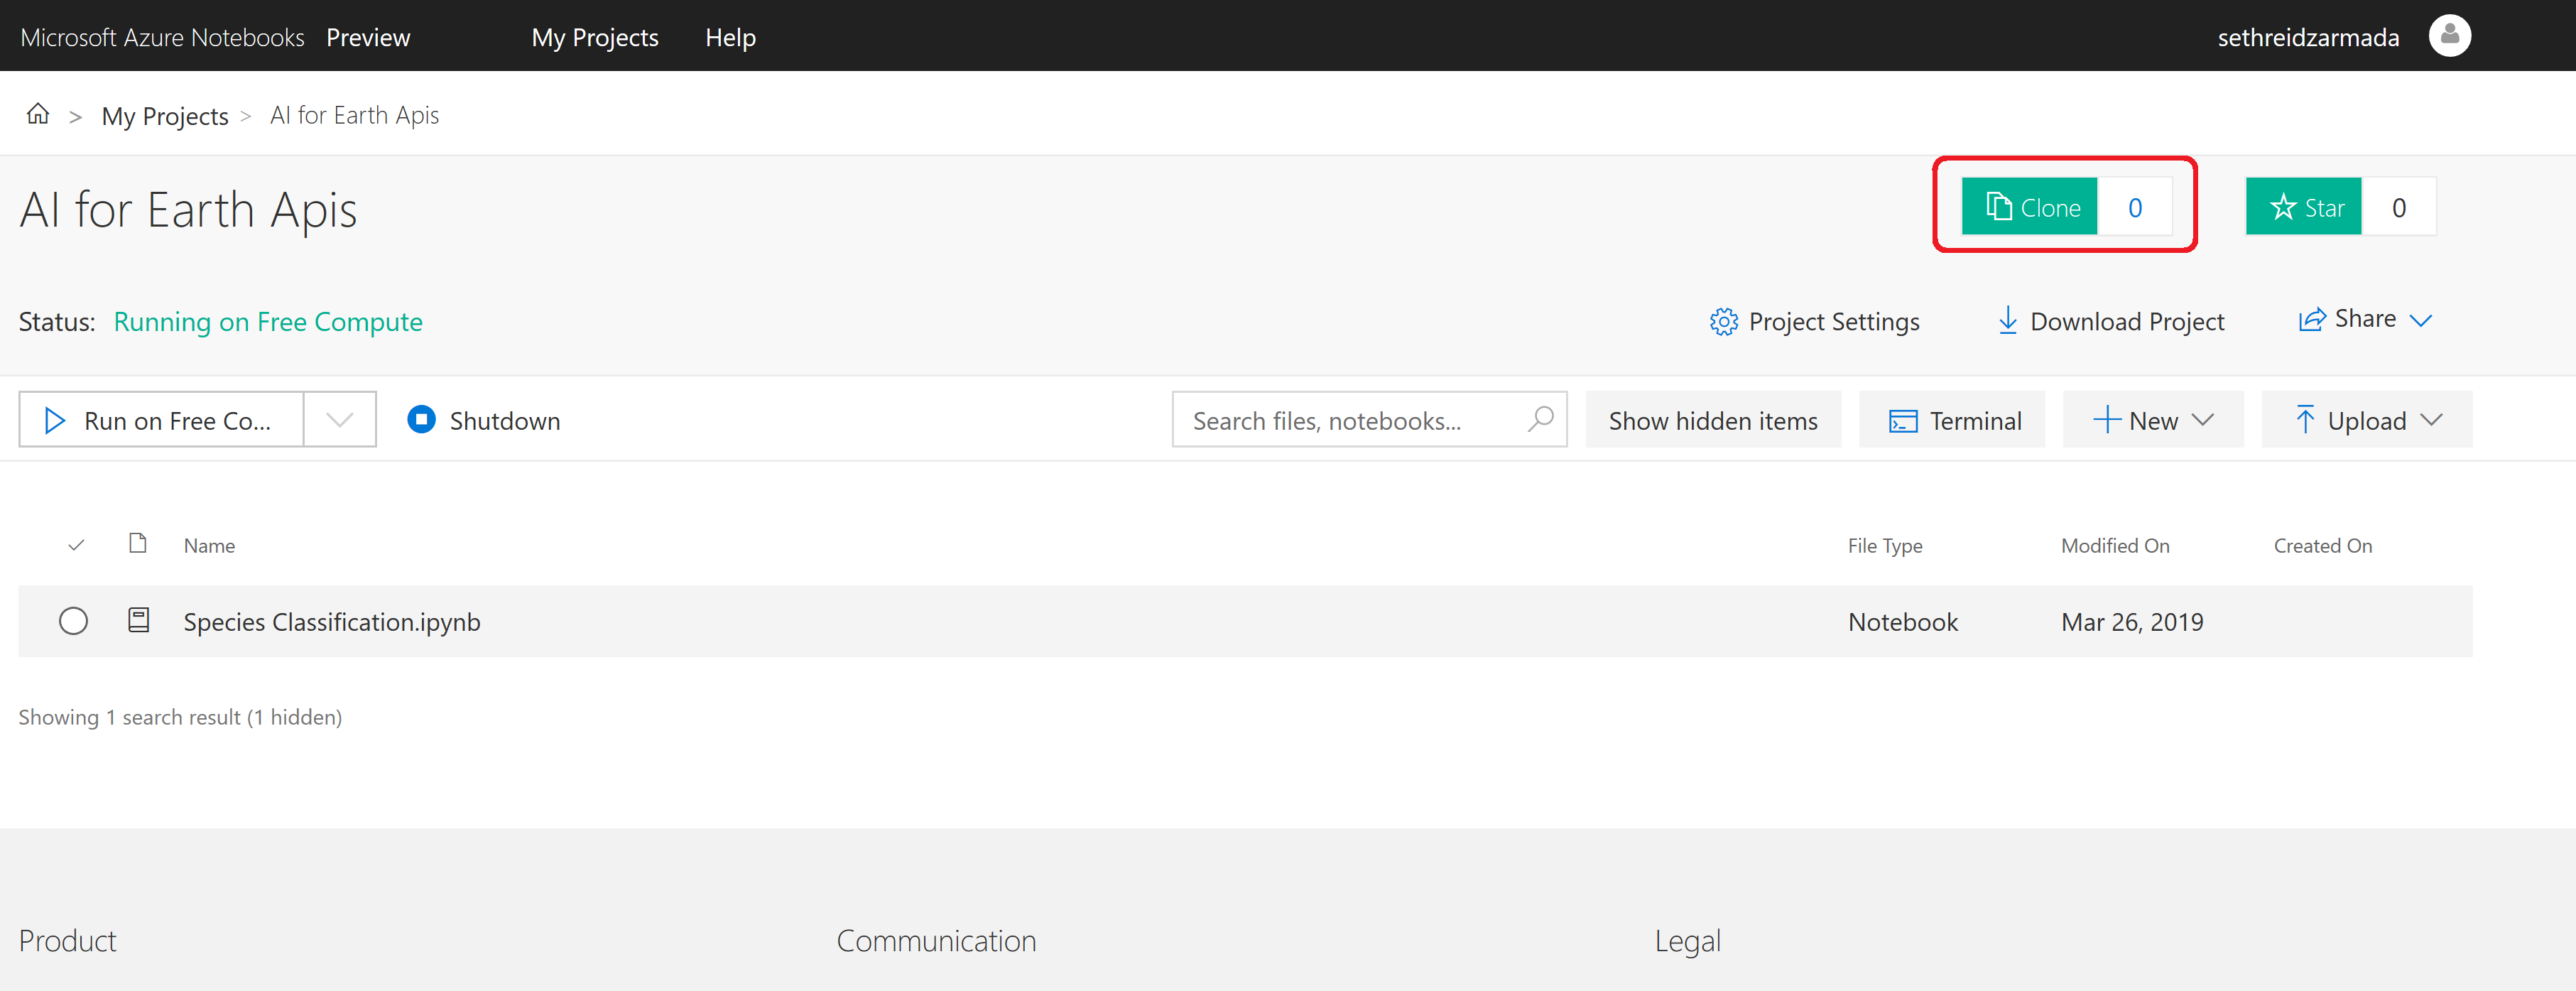 Microsoft Azure Notebooks Preview My Projects Help sethreidzarmada
> My Projects > AI for Earth Apis
AI for Earth Apis
Clone 0 Star 0
Status: Running on Free Compute
Project Settings Download Project Share
Run on Free Co... Shutdown Search files, notebooks... Show hidden items Terminal New Upload
Name File Type Modified On Created On
Species Classification.ipynb Notebook Mar 26, 2019
Showing 1 search result (1 hidden)
Product Communication Legal